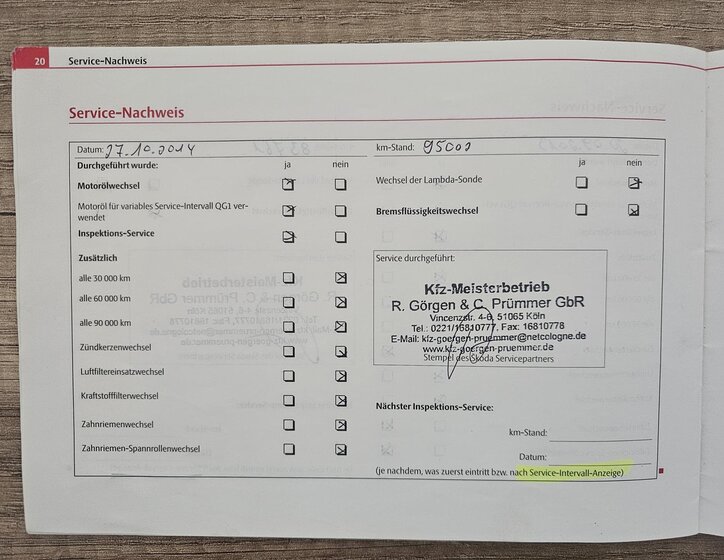 20 Service-Nachweis
Service-Nachweis
Datum: 27.10.2014 km-Stand: 95002
Durchgeführt wurde: ja nein ja nein
Motorölwechsel Wechsel der Lambda-Sonde
Motoröl für variables Service-Intervall QG1 ver-
wendet Bremsflüssigkeitswechsel
Inspektions-Service
Zusätzlich
alle 30 000 km
alle 60 000 km
alle 90 000 km
Zündkerzenwechsel
Luftfiltereinsatzwechsel
Kraftstofffilterwechsel
Zahnriemenwechsel
Zahnriemen-Spannrollenwechsel
Service durchgeführt:
Kfz-Meisterbetrieb
R. Görgen & C. Prümmer GbR
Vincenzstr. 4-6, 51065 Köln
Tel.: 0221/16810777, Fax: 16810778
E-Mail: kfz-goergen-pruemmer@netcologne.de
www.kfz-goergen-pruemmer.de
Stempel des Škoda Servicepartners
Nächster Inspektions-Service:
km-Stand:
Datum:
(je nachdem, was zuerst eintritt bzw. nach Service-Intervall-Anzeige)